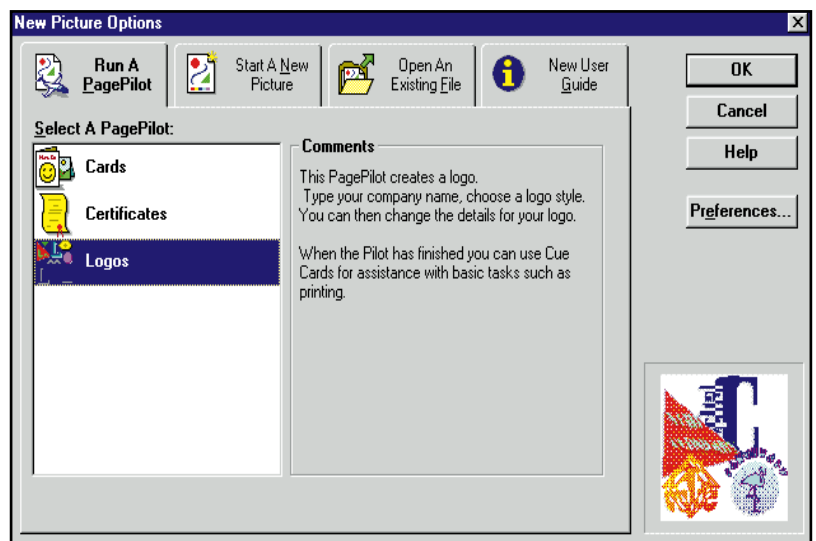 New Picture Options
Run A
PagePilot
Start A New
Picture
Open An
Existing File
New User
Guide
OK
Cancel
Help
Preferences...
Select A PagePilot:
Cards
Certificates
Logos
Comments
This PagePilot creates a logo.
Type your company name, choose a logo style.
You can then change the details for your logo.
When the Pilot has finished you can use Cue
Cards for assistance with basic tasks such as
printing.